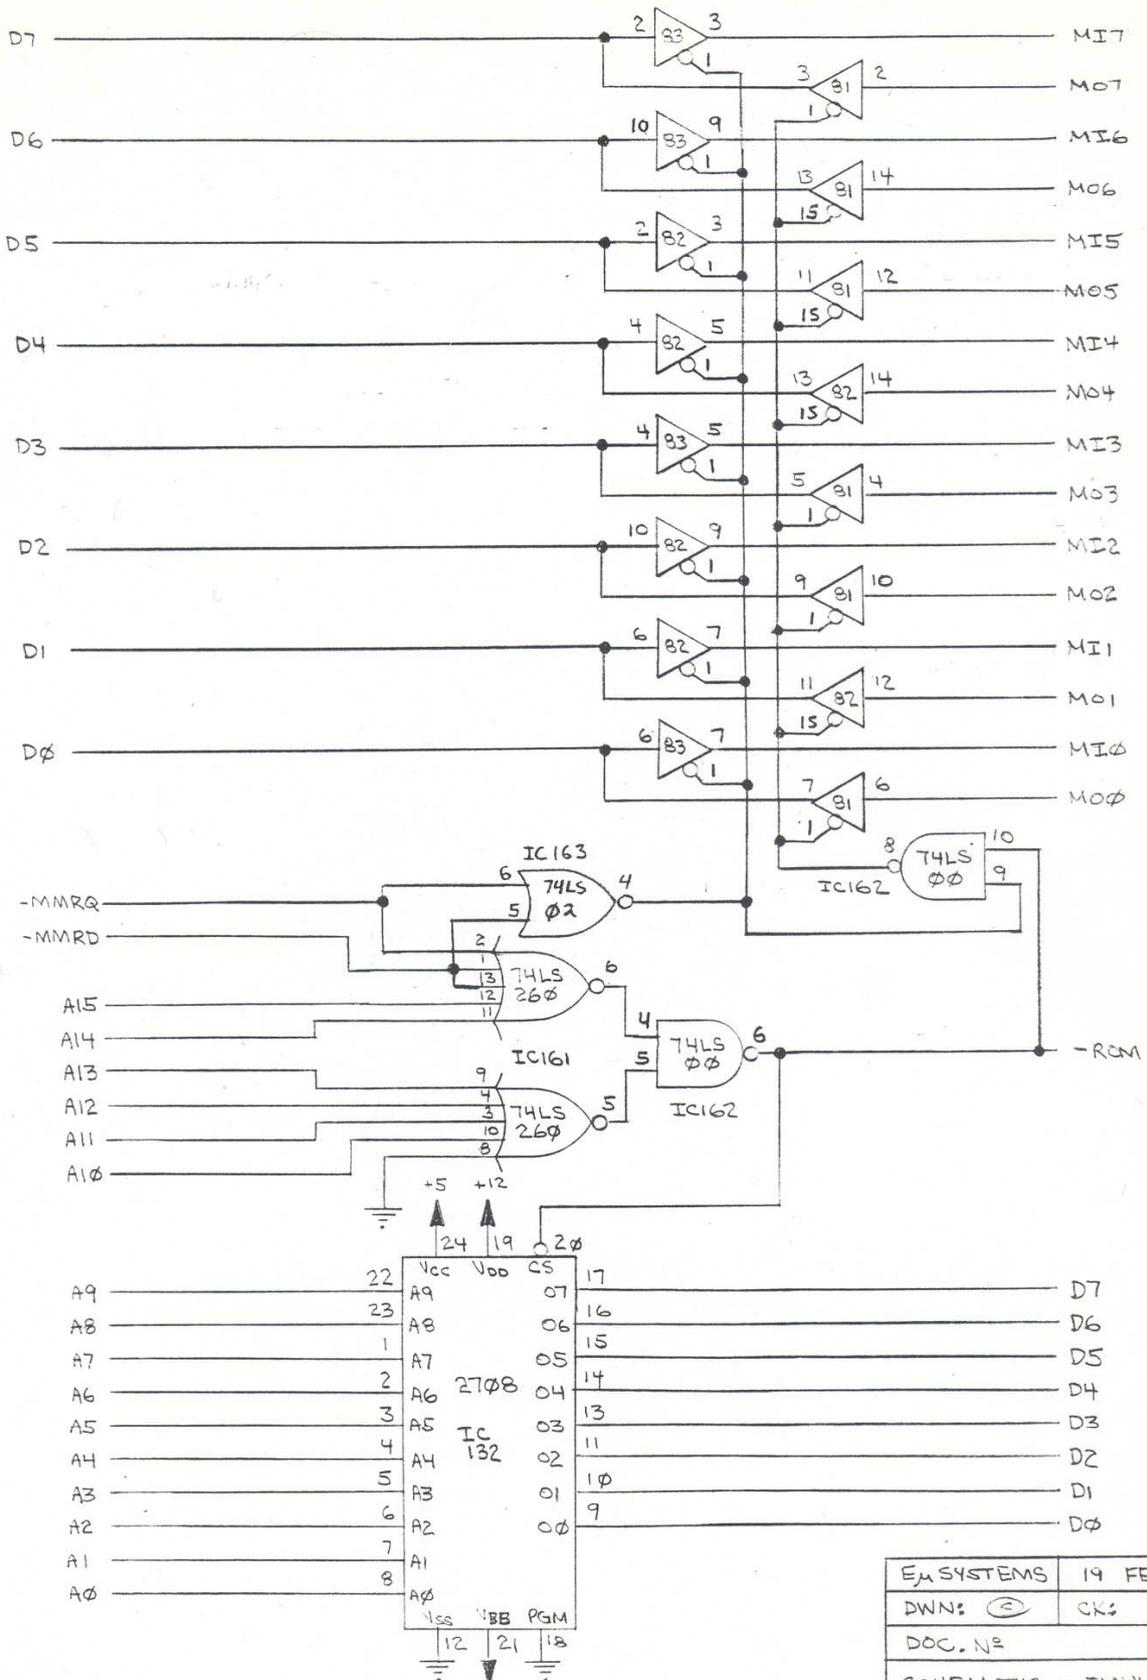 D7 2 83 3 1 MI7
3 81 2 1 MO7
D6 10 83 9 1 MI6
13 81 14 15 MO6
D5 2 82 3 1 MI5
11 81 12 15 MO5
D4 4 82 5 1 MI4
13 82 14 15 MO4
D3 4 83 5 1 MI3
5 81 4 1 MO3
D2 10 82 9 1 MI2
9 81 10 1 MO2
D1 6 82 7 1 MI1
11 82 12 15 MO1
DØ 6 83 7 1 MIØ
7 81 6 1 MOØ
8 74LS ØØ 10 9
IC162
IC163
-MMRQ 6 5 74LS Ø2 4
-MMRD
2 1 13 12 11 74LS 26Ø 6
A15
A14
IC161
A13 9 4 3 10 8 74LS 26Ø 5
A12
A11
A1Ø
4 5 74LS ØØ 6 -ROM
IC162
+5 +12
24 19 2Ø
VCC VDD CS
A9 22 A9 O7 17 D7
A8 23 A8 O6 16 D6
A7 1 A7 O5 15 D5
A6 2 A6 27Ø8 O4 14 D4
A5 3 A5 IC O3 13 D3
A4 4 A4 132 O2 11 D2
A3 5 A3 O1 1Ø D1
A2 6 A2 OØ 9 DØ
A1 7 A1
AØ 8 AØ
VSS VBB PGM
12 21 18
Eμ SYSTEMS 19
DWN: CK:
DOC. Nº